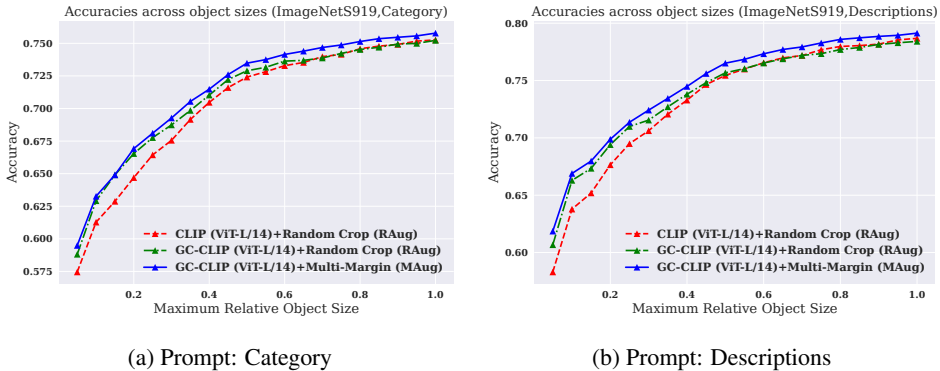 Accuracies across object sizes (ImageNetS919,Category)
Accuracy
0.750
0.725
0.700
0.675
0.650
0.625
0.600
0.575
CLIP (ViT-L/14)+Random Crop (RAug)
GC-CLIP (ViT-L/14)+Random Crop (RAug)
GC-CLIP (ViT-L/14)+Multi-Margin (MAug)
0.2 0.4 0.6 0.8 1.0
Maximum Relative Object Size
(a) Prompt: Category
Accuracies across object sizes (ImageNetS919,Descriptions)
Accuracy
0.80
0.75
0.70
0.65
0.60
CLIP (ViT-L/14)+Random Crop (RAug)
GC-CLIP (ViT-L/14)+Random Crop (RAug)
GC-CLIP (ViT-L/14)+Multi-Margin (MAug)
0.2 0.4 0.6 0.8 1.0
Maximum Relative Object Size
(b) Prompt: Descriptions